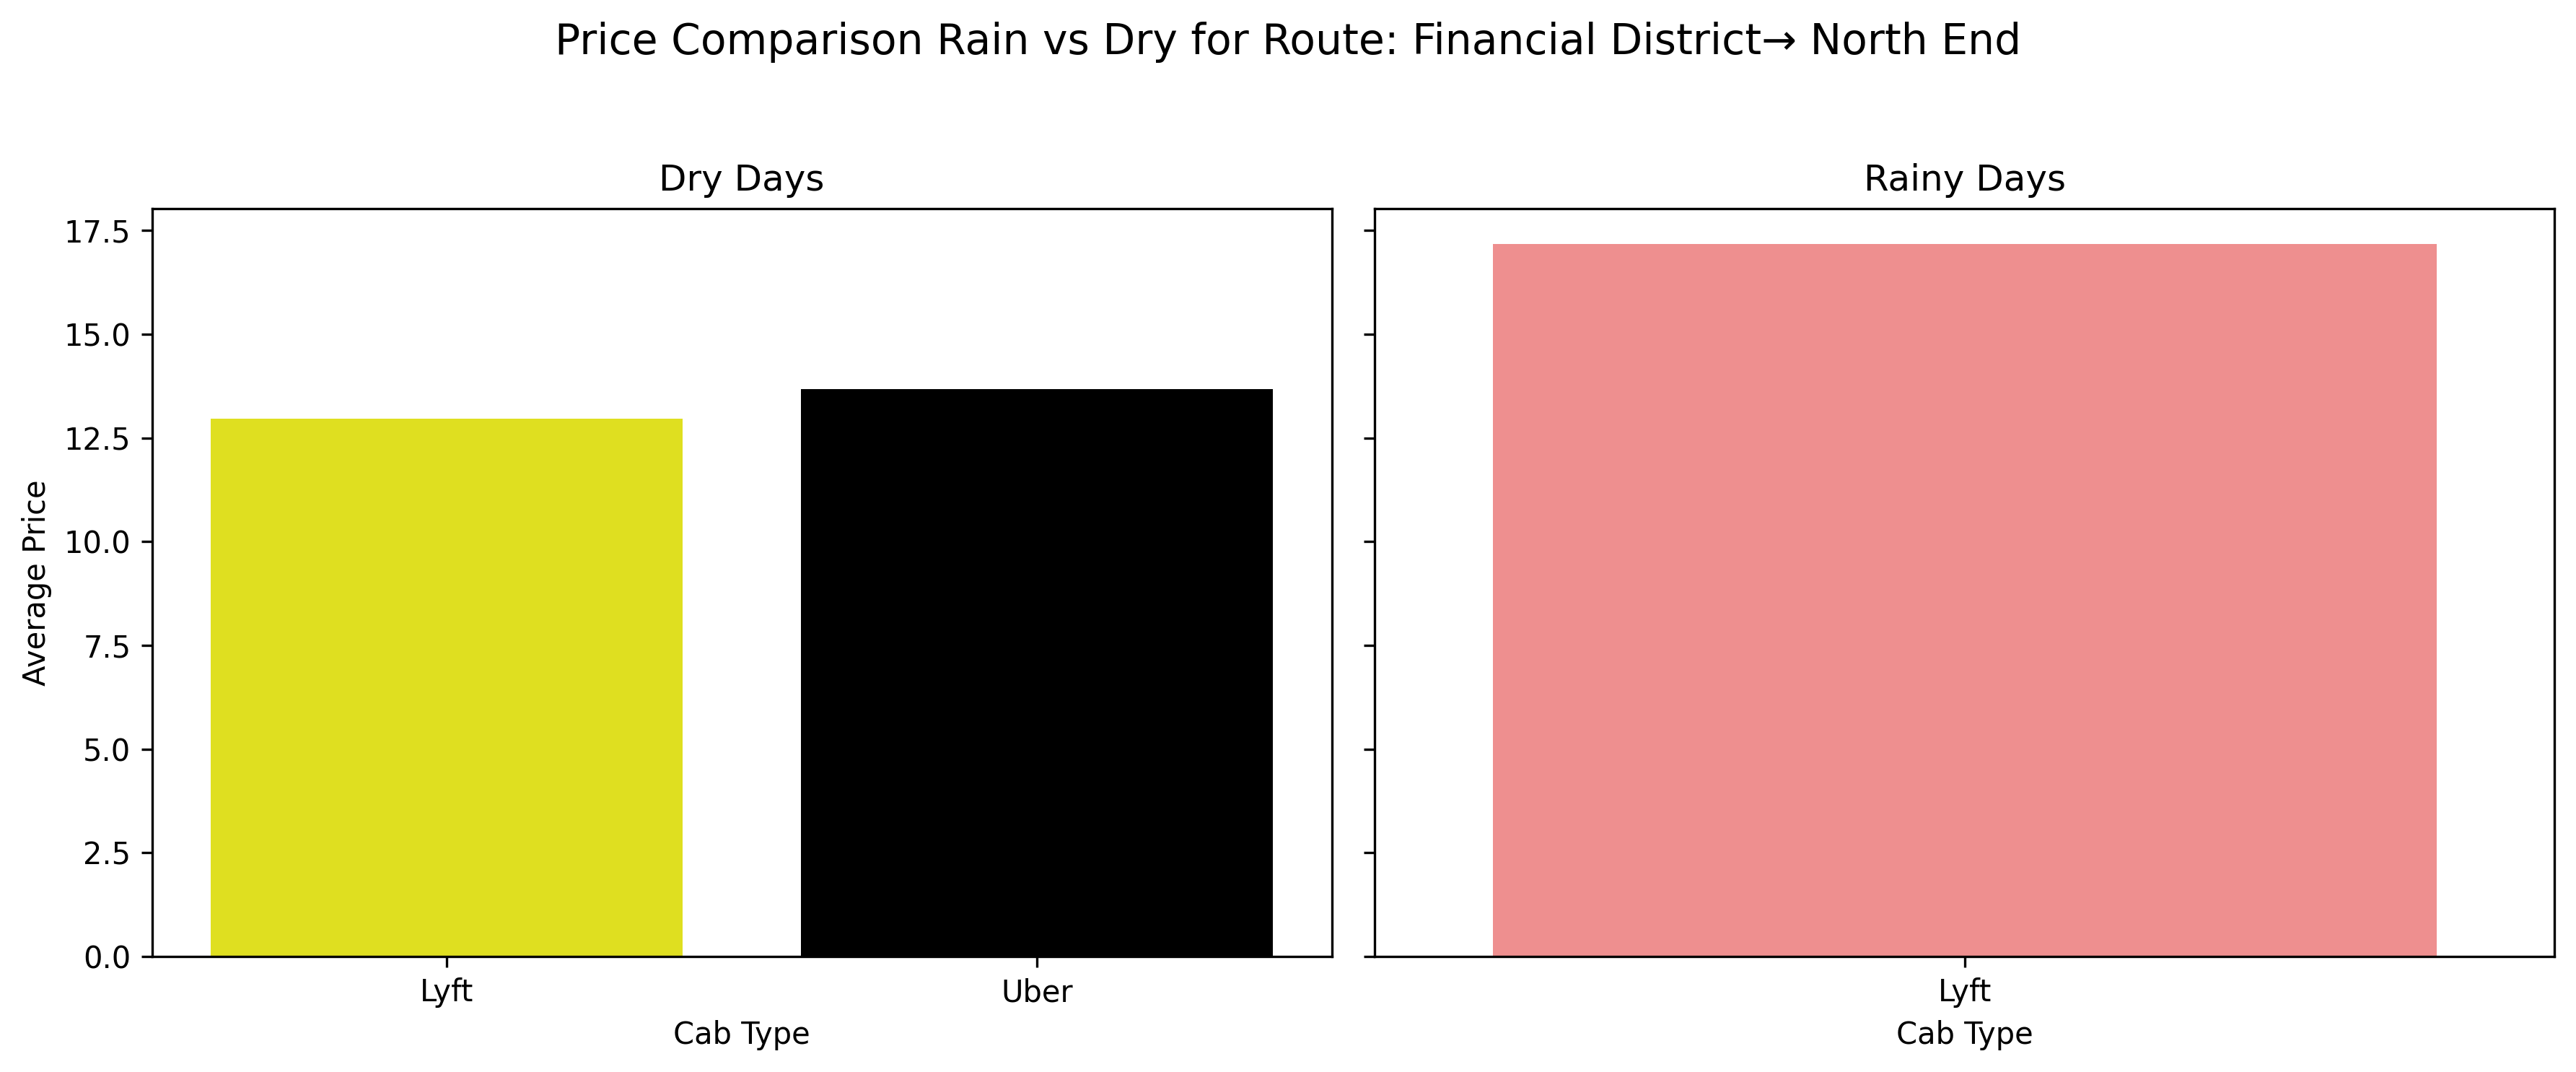 Price Comparison Rain vs Dry for Route: Financial District→ North End
Dry Days
17.5
15.0
12.5
10.0
7.5
5.0
2.5
0.0
Average Price
Lyft
Uber
Cab Type
Rainy Days
Lyft
Cab Type